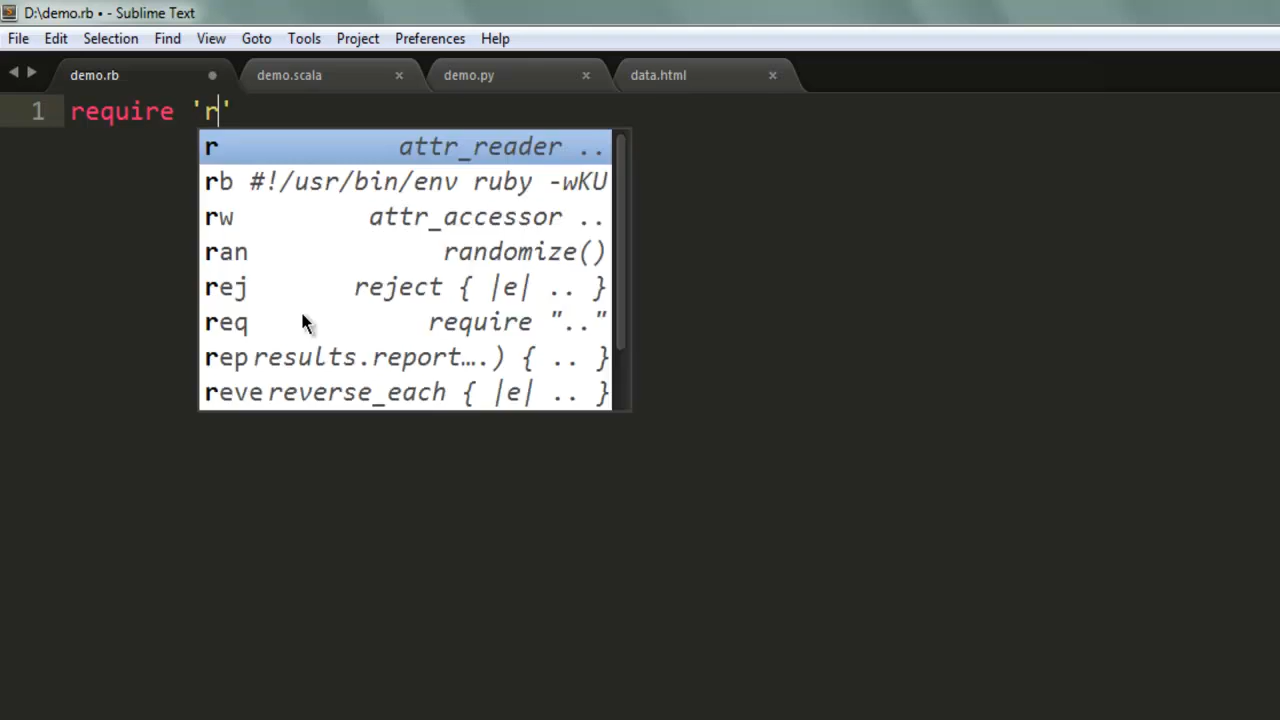 D:\demo.rb • - Sublime Text
File Edit Selection Find View Goto Tools Project Preferences Help
demo.rb demo.scala × demo.py × data.html ×
1 require 'r'
r attr_reader ..
rb #!/usr/bin/env ruby -wKU
rw attr_accessor ..
ran randomize()
rej reject { |e| .. }
req require ".."
rep results.report….) { .. }
reve reverse_each { |e| .. }